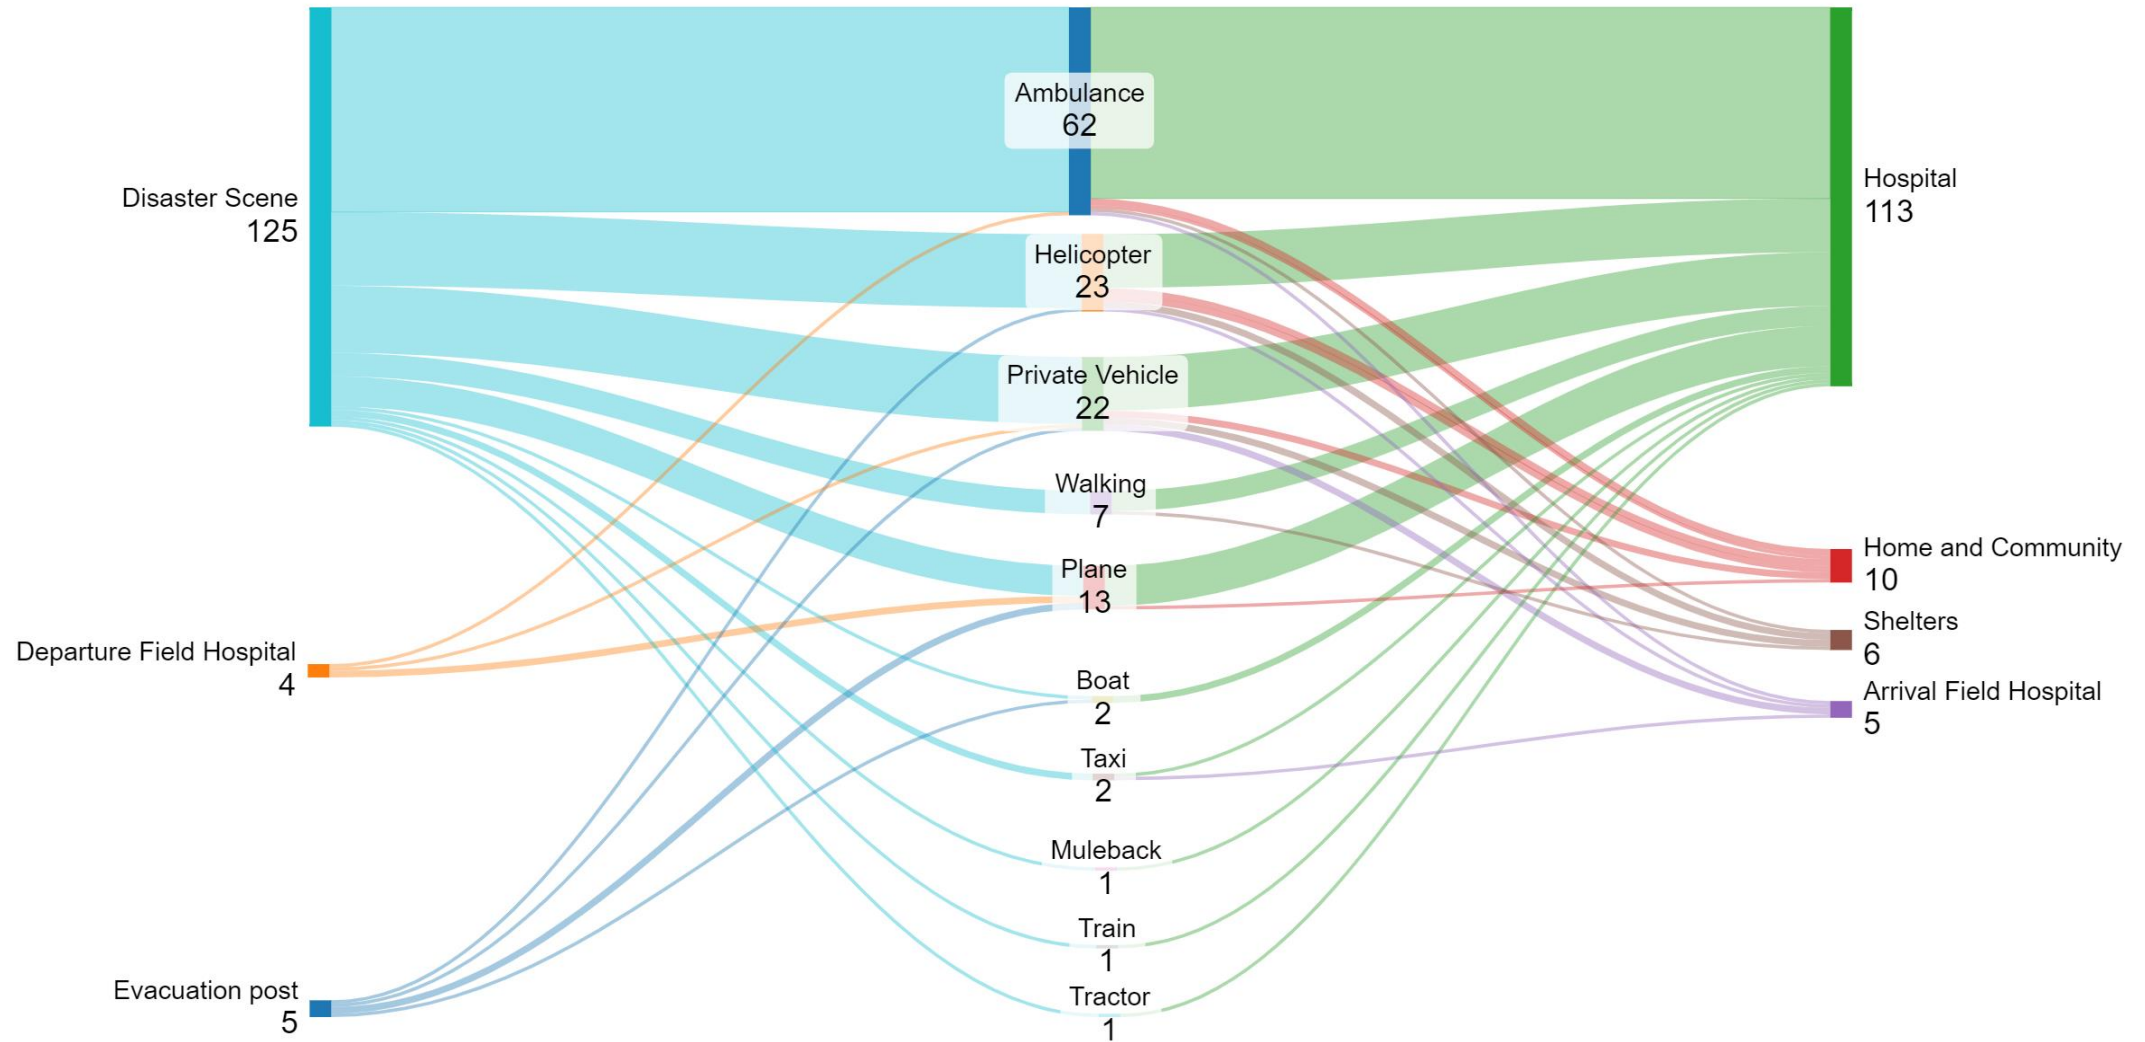 Disaster Scene
125
Departure Field Hospital
4
Evacuation post
5
Ambulance
62
Helicopter
23
Private Vehicle
22
Walking
7
Plane
13
Boat
2
Taxi
2
Muleback
1
Train
1
Tractor
1
Hospital
113
Home and Community
10
Shelters
6
Arrival Field Hospital
5